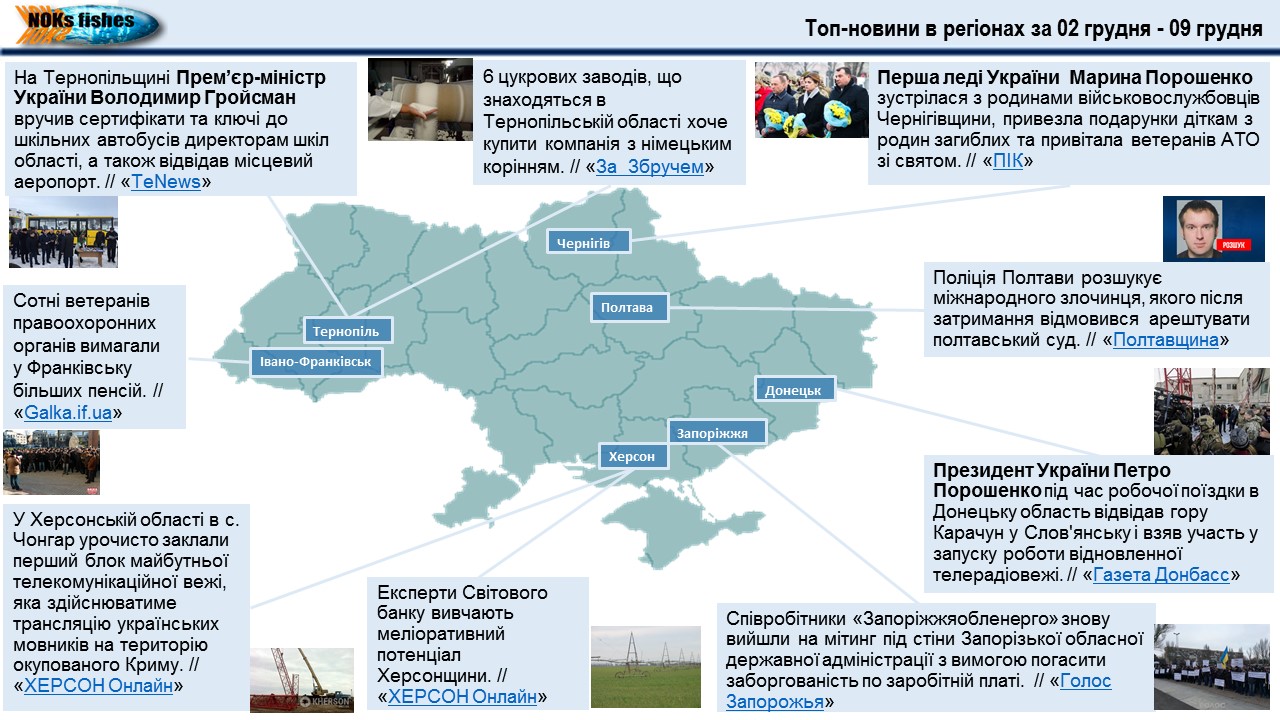 NOKs fishes
Топ-новини в регіонах за 02 грудня - 09 грудня
На Тернопільщині Прем’єр-міністр
України Володимир Гройсман
вручив сертифікати та ключі до
шкільних автобусів директорам шкіл
області, а також відвідав місцевий
аеропорт. // «TeNews»
6 цукрових заводів, що
знаходяться в
Тернопільській області хоче
купити компанія з німецьким
корінням. // «За Збручем»
Перша леді України Марина Порошенко
зустрілася з родинами військовослужбовців
Чернігівщини, привезла подарунки діткам з
родин загиблих та привітала ветеранів АТО
зі святом. // «ПІК»
РОЗШУК
Поліція Полтави розшукує
міжнародного злочинця, якого після
затримання відмовився арештувати
полтавський суд. // «Полтавщина»
Сотні ветеранів
правоохоронних
органів вимагали
у Франківську
більших пенсій. //
«Galka.if.ua»
Чернігів
Полтава
Тернопіль
Івано-Франківськ
Донецьк
Запоріжжя
Херсон
Президент України Петро
Порошенко під час робочої поїздки в
Донецьку область відвідав гору
Карачун у Слов'янську і взяв участь у
запуску роботи відновленної
телерадіовежі. // «Газета Донбасс»
У Херсонській області в с.
Чонгар урочисто заклали
перший блок майбутньої
телекомунікаційної вежі,
яка здійснюватиме
трансляцію українських
мовників на територію
окупованого Криму. //
«ХЕРСОН Онлайн»
KHERSON
Експерти Світового
банку вивчають
меліоративний
потенціал
Херсонщини. //
«ХЕРСОН Онлайн»
Співробітники «Запоріжжяобленерго» знову
вийшли на мітинг під стіни Запорізької обласної
державної адміністрації з вимогою погасити
заборгованість по заробітній платі. // «Голос
Запорожья»